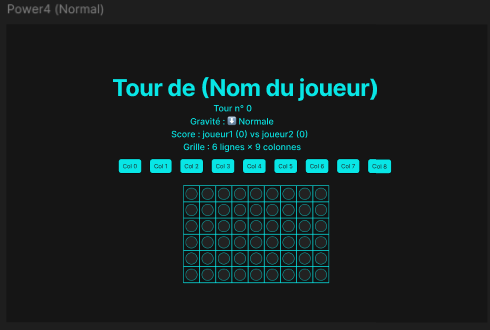 Power4 (Normal)
Tour de (Nom du joueur)
Tour n° 0
Gravité : ⬇️ Normale
Score : joueur1 (0) vs joueur2 (0)
Grille : 6 lignes × 9 colonnes
Col 0 Col 1 Col 2 Col 3 Col 4 Col 5 Col 6 Col 7 Col 8